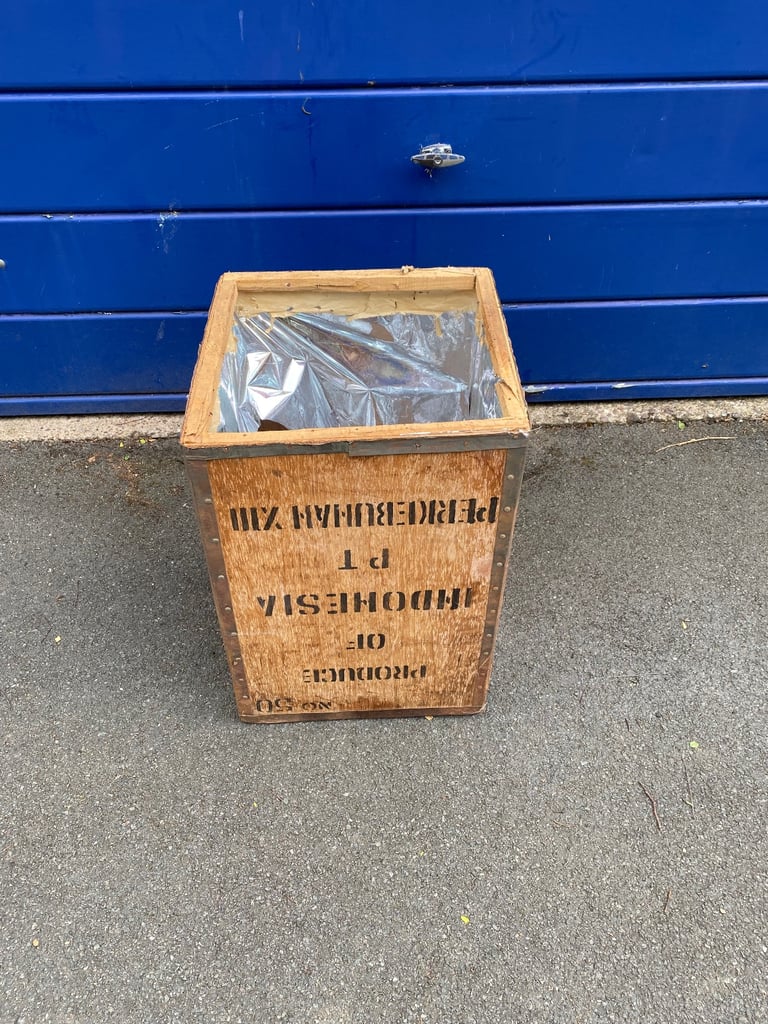 NO 50
PRODUCE
OF
INDONESIA
PT
PERKEBUNAN XIII